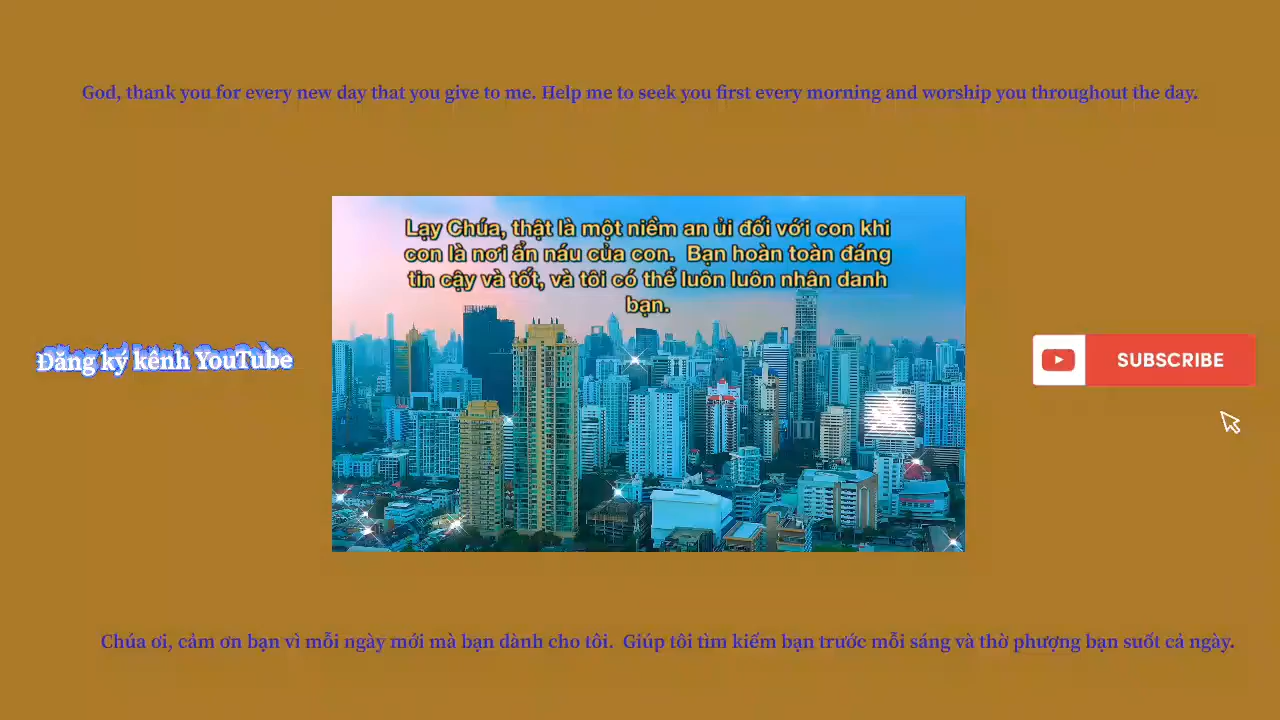 God, thank you for every new day that you give to me. Help me to seek you first every morning and worship you throughout the day.
Lạy Chúa, thật là một niềm an ủi đối với con khi
con là nơi ẩn náu của con.  Bạn hoàn toàn đáng
tin cậy và tốt, và tôi có thể luôn luôn nhân danh
bạn.
Đăng ký kênh YouTube
SUBSCRIBE
Chúa ơi, cảm ơn bạn vì mỗi ngày mới mà bạn dành cho tôi.  Giúp tôi tìm kiếm bạn trước mỗi sáng và thờ phượng bạn suốt cả ngày.